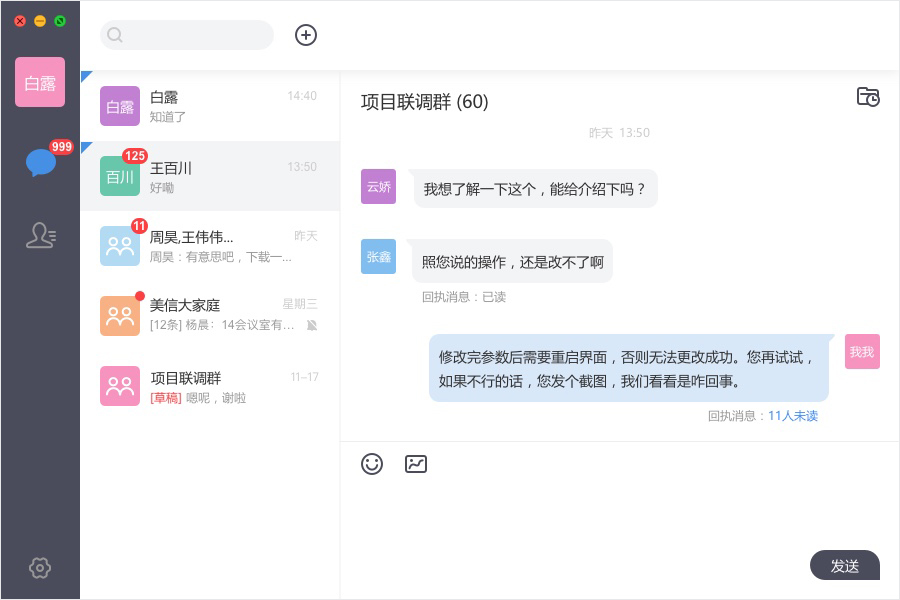 白露
999
白露
白露
14:40
知道了
125
百川
王百川
13:50
好嘞
11
周昊,王伟伟...
昨天
周昊：有意思吧，下载一...
美信大家庭
星期三
[12条] 杨晨：14会议室有...
项目联调群
11-17
[草稿] 嗯呢，谢啦
项目联调群 (60)
昨天 13:50
云娇
我想了解一下这个，能给介绍下吗？
张鑫
照您说的操作，还是改不了啊
回执消息：已读
修改完参数后需要重启界面，否则无法更改成功。您再试试，
如果不行的话，您发个截图，我们看看是咋回事。
我我
回执消息：11人未读
发送